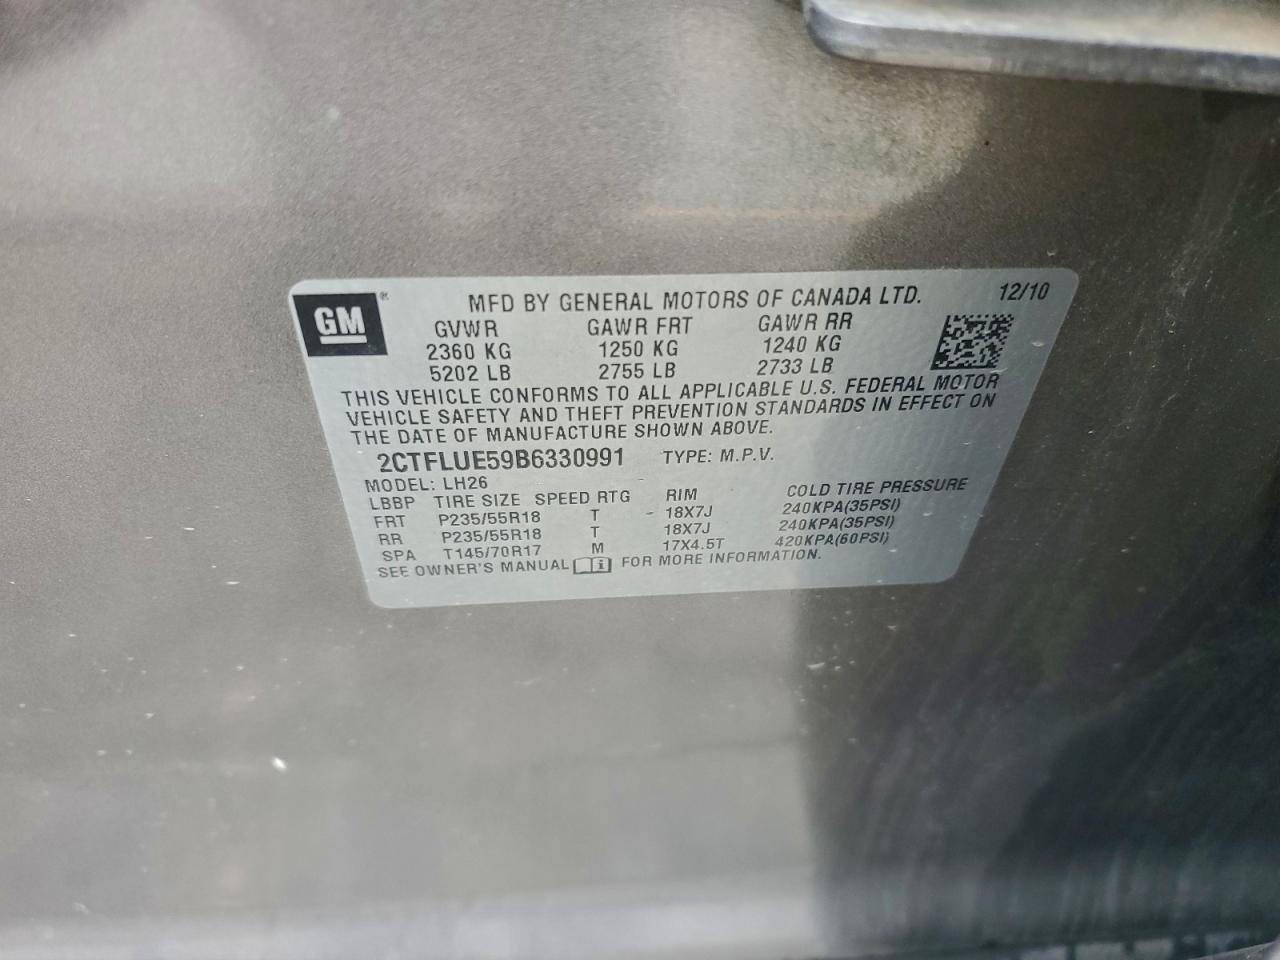 GM® MFD BY GENERAL MOTORS OF CANADA LTD. 12/10
GVWR GAWR FRT GAWR RR
2360 KG 1250 KG 1240 KG
5202 LB 2755 LB 2733 LB
THIS VEHICLE CONFORMS TO ALL APPLICABLE U.S. FEDERAL MOTOR
VEHICLE SAFETY AND THEFT PREVENTION STANDARDS IN EFFECT ON
THE DATE OF MANUFACTURE SHOWN ABOVE.
2CTFLUE59B6330991 TYPE: M.P.V.
MODEL: LH26
LBBP TIRE SIZE SPEED RTG RIM COLD TIRE PRESSURE
FRT P235/55R18 T - 18X7J 240KPA(35PSI)
RR P235/55R18 T 18X7J 240KPA(35PSI)
SPA T145/70R17 M 17X4.5T 420KPA(60PSI)
SEE OWNER'S MANUAL i FOR MORE INFORMATION.